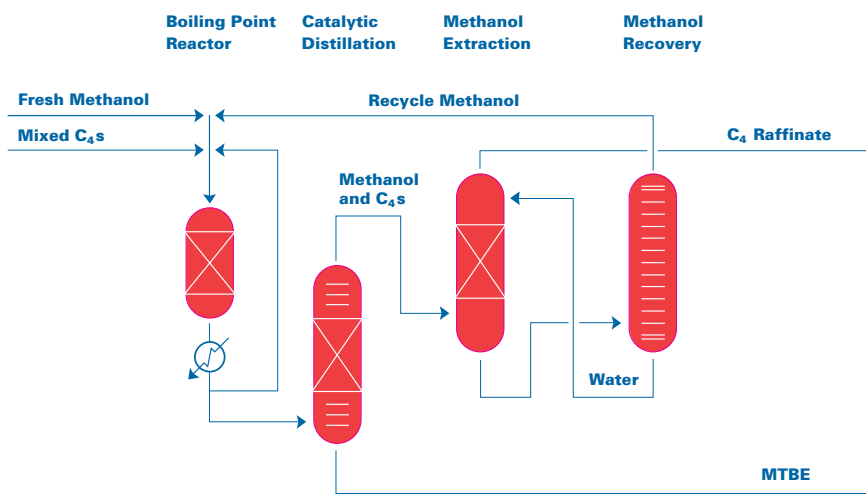 Boiling Point
Reactor
Catalytic
Distillation
Methanol
Extraction
Methanol
Recovery
Fresh Methanol
Recycle Methanol
Mixed C₄s
C₄ Raffinate
Methanol
and C₄s
Water
MTBE